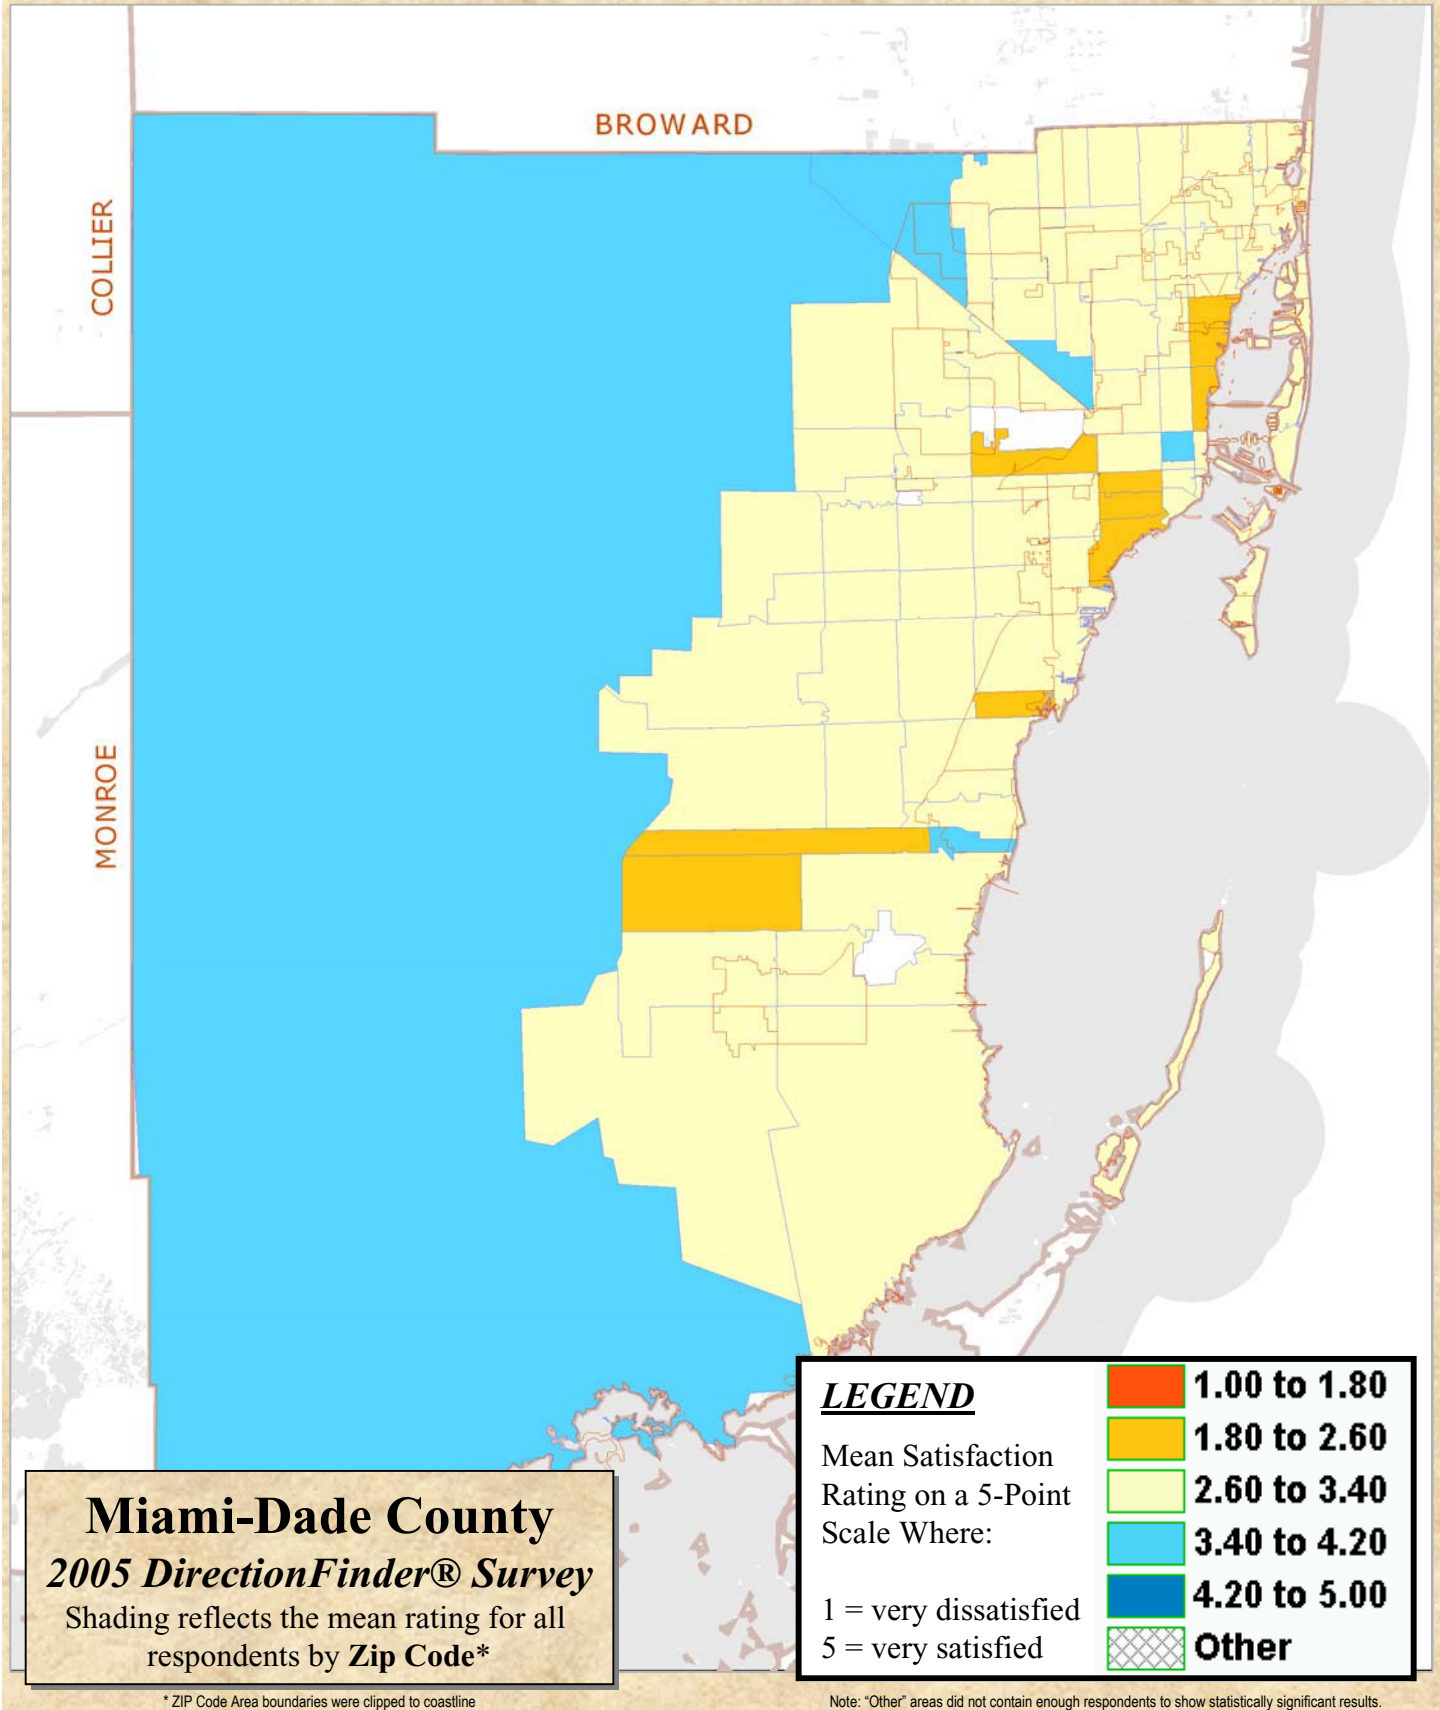 BROWARD
COLLIER
MONROE
LEGEND
Mean Satisfaction
Rating on a 5-Point
Scale Where:
1 = very dissatisfied
5 = very satisfied
1.00 to 1.80
1.80 to 2.60
2.60 to 3.40
3.40 to 4.20
4.20 to 5.00
Other
Miami-Dade County
2005 DirectionFinder® Survey
Shading reflects the mean rating for all
respondents by Zip Code*
* ZIP Code Area boundaries were clipped to coastline
Note: “Other” areas did not contain enough respondents to show statistically significant results.